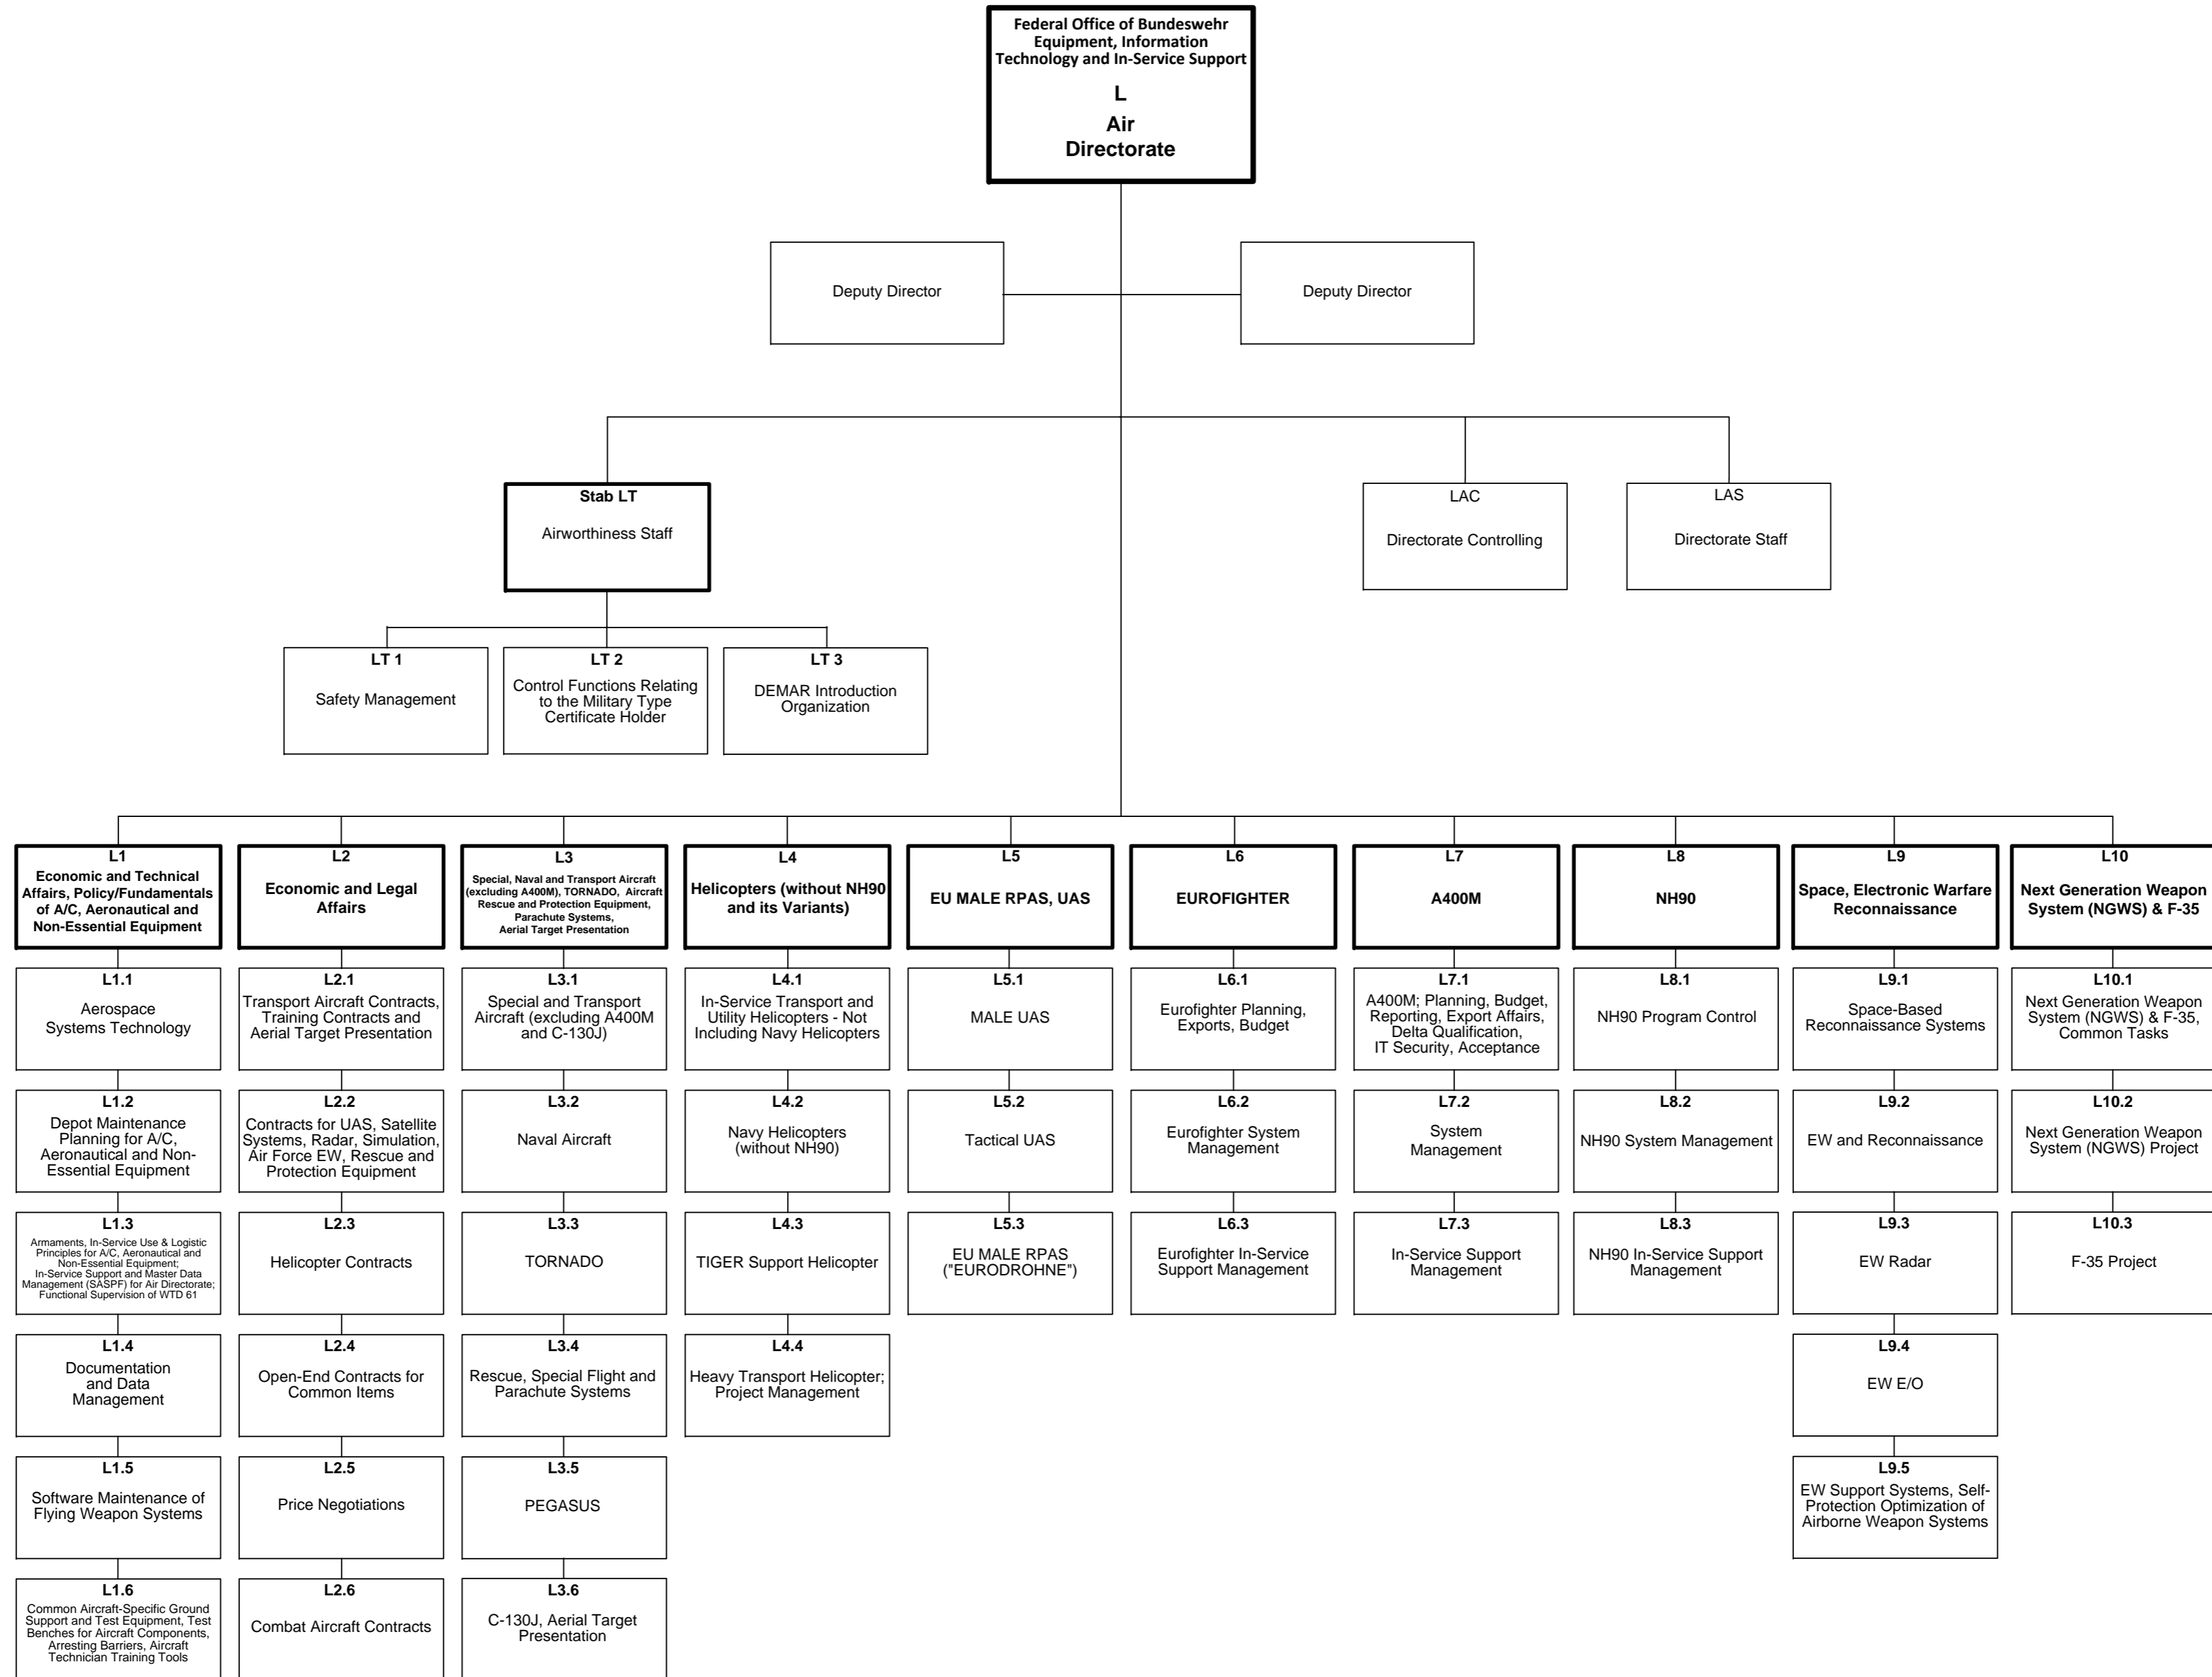 Federal Office of Bundeswehr
Equipment, Information
Technology and In-Service Support
L
Air
Directorate
Deputy Director
Deputy Director
Stab LT
Airworthiness Staff
LAC
Directorate Controlling
LAS
Directorate Staff
LT 1
Safety Management
LT 2
Control Functions Relating
to the Military Type
Certificate Holder
LT 3
DEMAR Introduction
Organization
L1
Economic and Technical
Affairs, Policy/Fundamentals
of A/C, Aeronautical and
Non-Essential Equipment
L2
Economic and Legal
Affairs
L3
Special, Naval and Transport Aircraft
(excluding A400M), TORNADO, Aircraft
Rescue and Protection Equipment,
Parachute Systems,
Aerial Target Presentation
L4
Helicopters (without NH90
and its Variants)
L5
EU MALE RPAS, UAS
L6
EUROFIGHTER
L7
A400M
L8
NH90
L9
Space, Electronic Warfare
Reconnaissance
L10
Next Generation Weapon
System (NGWS) & F-35
L1.1
Aerospace
Systems Technology
L2.1
Transport Aircraft Contracts,
Training Contracts and
Aerial Target Presentation
L3.1
Special and Transport
Aircraft (excluding A400M
and C-130J)
L4.1
In-Service Transport and
Utility Helicopters - Not
Including Navy Helicopters
L5.1
MALE UAS
L6.1
Eurofighter Planning,
Exports, Budget
L7.1
A400M; Planning, Budget,
Reporting, Export Affairs,
Delta Qualification,
IT Security, Acceptance
L8.1
NH90 Program Control
L9.1
Space-Based
Reconnaissance Systems
L10.1
Next Generation Weapon
System (NGWS) & F-35,
Common Tasks
L1.2
Depot Maintenance
Planning for A/C,
Aeronautical and Non-
Essential Equipment
L2.2
Contracts for UAS, Satellite
Systems, Radar, Simulation,
Air Force EW, Rescue and
Protection Equipment
L3.2
Naval Aircraft
L4.2
Navy Helicopters
(without NH90)
L5.2
Tactical UAS
L6.2
Eurofighter System
Management
L7.2
System
Management
L8.2
NH90 System Management
L9.2
EW and Reconnaissance
L10.2
Next Generation Weapon
System (NGWS) Project
L1.3
Armaments, In-Service Use & Logistic
Principles for A/C, Aeronautical and
Non-Essential Equipment;
In-Service Support and Master Data
Management (SASPF) for Air Directorate;
Functional Supervision of WTD 61
L2.3
Helicopter Contracts
L3.3
TORNADO
L4.3
TIGER Support Helicopter
L5.3
EU MALE RPAS
("EURODROHNE")
L6.3
Eurofighter In-Service
Support Management
L7.3
In-Service Support
Management
L8.3
NH90 In-Service Support
Management
L9.3
EW Radar
L10.3
F-35 Project
L1.4
Documentation
and Data
Management
L2.4
Open-End Contracts for
Common Items
L3.4
Rescue, Special Flight and
Parachute Systems
L4.4
Heavy Transport Helicopter;
Project Management
L9.4
EW E/O
L1.5
Software Maintenance of
Flying Weapon Systems
L2.5
Price Negotiations
L3.5
PEGASUS
L9.5
EW Support Systems, Self-
Protection Optimization of
Airborne Weapon Systems
L1.6
Common Aircraft-Specific Ground
Support and Test Equipment, Test
Benches for Aircraft Components,
Arresting Barriers, Aircraft
Technician Training Tools
L2.6
Combat Aircraft Contracts
L3.6
C-130J, Aerial Target
Presentation